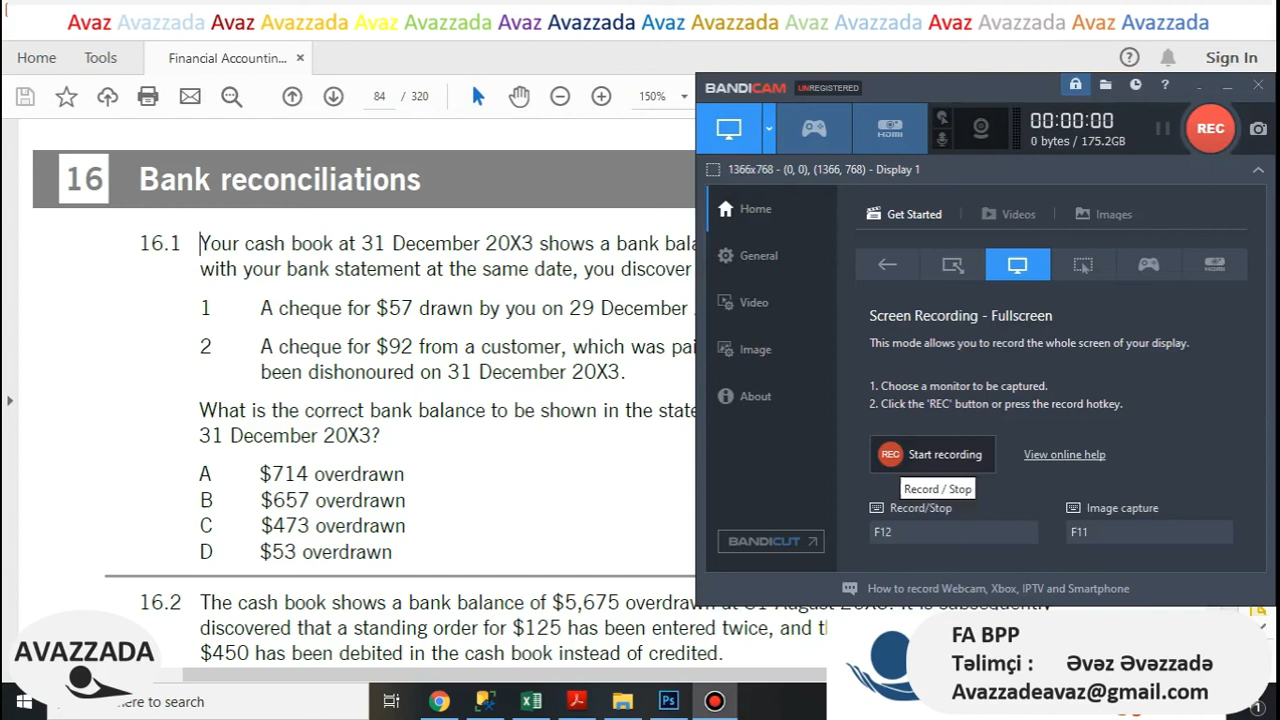 Avaz Avazzada Avaz Avazzada Avaz Avazzada Avaz Avazzada Avaz Avazzada Avaz Avazzada Avaz Avazzada
Home
Tools
Financial Accountin...
Sign In
84 / 320
150%
16 Bank reconciliations
16.1 Your cash book at 31 December 20X3 shows a bank
with your bank statement at the same date, you discover
1 A cheque for $57 drawn by you on 29 December
2 A cheque for $92 from a customer, which was
been dishonoured on 31 December 20X3.
What is the correct bank balance to be shown in the
31 December 20X3?
A $714 overdrawn
B $657 overdrawn
C $473 overdrawn
D $53 overdrawn
16.2 The cash book shows a bank balance of $5,675
discovered that a standing order for $125 has been entered twice, and
$450 has been debited in the cash book instead of credited.
BANDICAM UNREGISTERED
HDMI
00:00:00
0 bytes / 175.2GB
REC
1366x768 - (0, 0), (1366, 768) - Display 1
Home
General
Video
Image
About
BANDICUT
Get Started
Videos
Images
Screen Recording - Fullscreen
This mode allows you to record the whole screen of your display.
1. Choose a monitor to be captured.
2. Click the 'REC' button or press the record hotkey.
REC Start recording
View online help
Record / Stop
Record/Stop
Image capture
F12
F11
How to record Webcam, Xbox, IPTV and Smartphone
AVAZZADA
FA BPP
Təlimçi : Əvəz Əvəzzadə
Avazzadeavaz@gmail.com
here to search
1